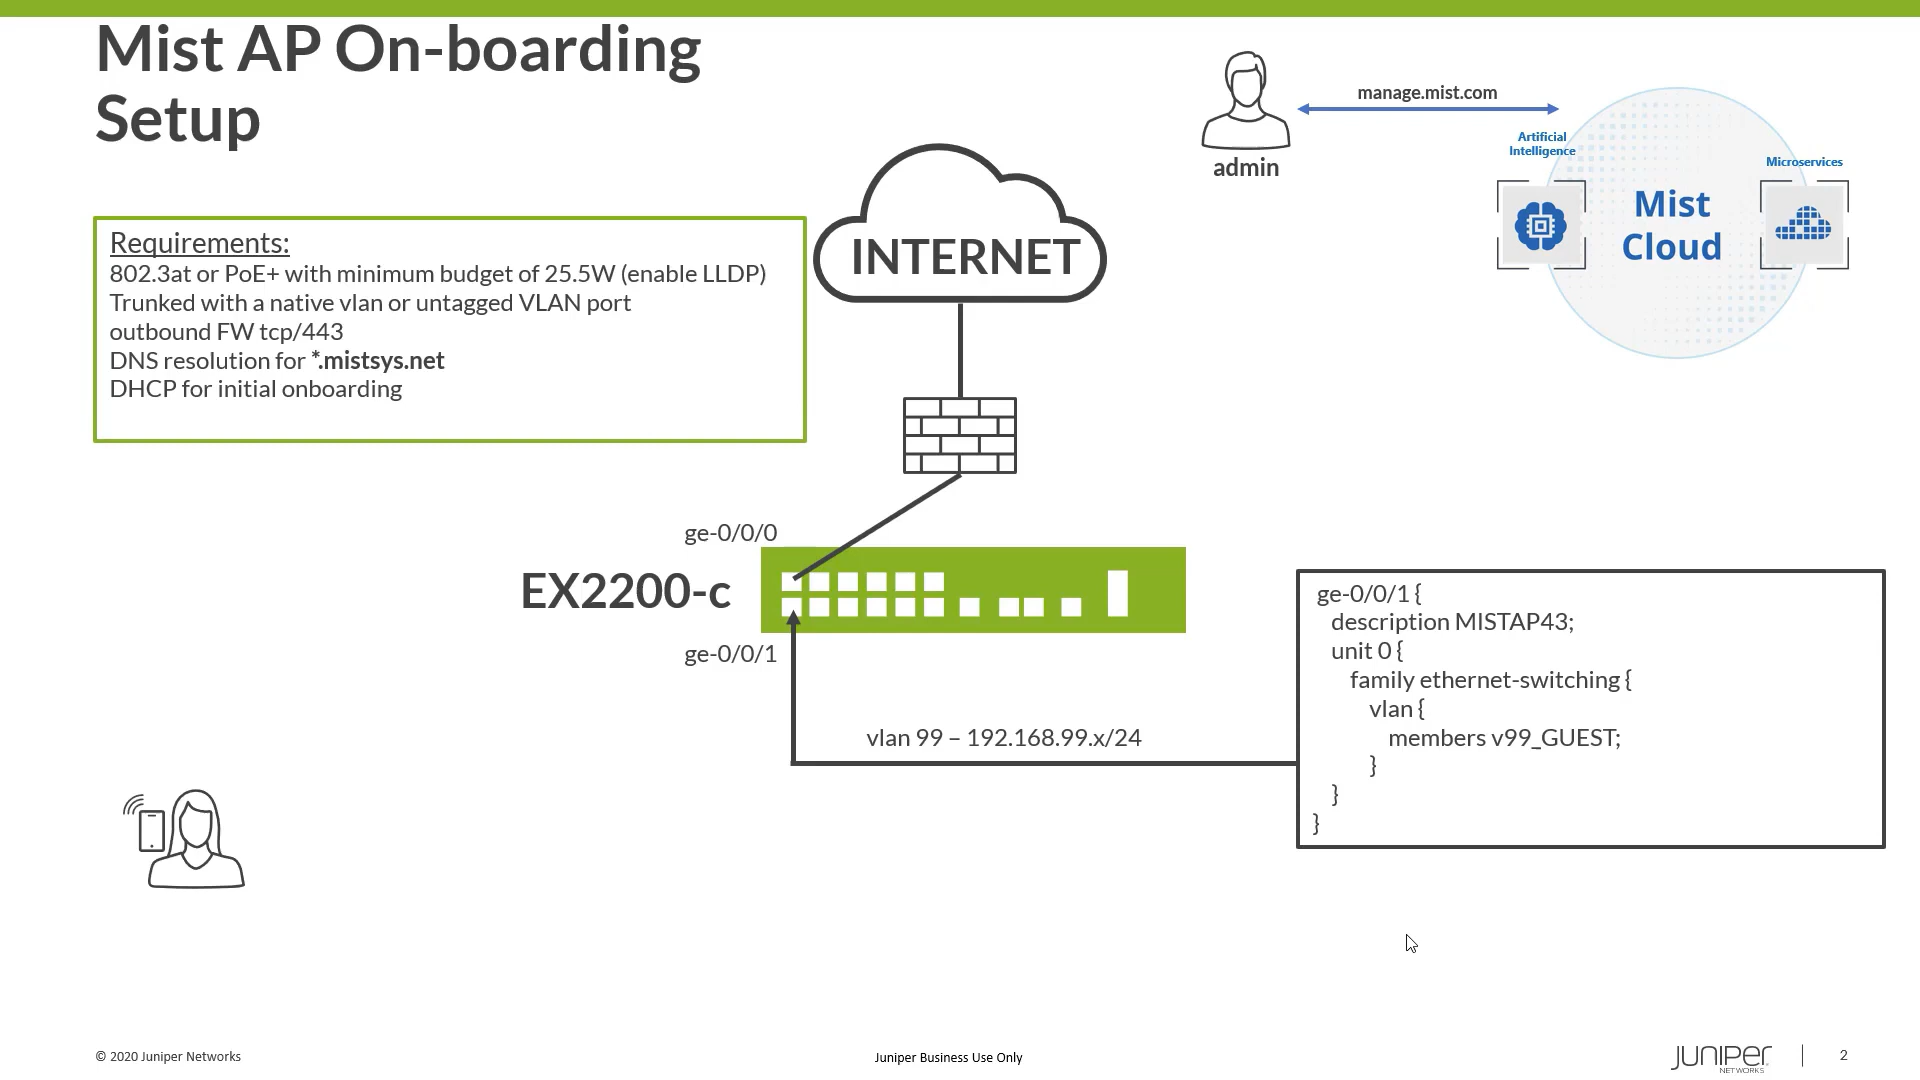 Mist AP On-boarding
Setup
manage.mist.com
admin
Artificial
Intelligence
Microservices
Mist
Cloud
INTERNET
Requirements:
802.3at or PoE+ with minimum budget of 25.5W (enable LLDP)
Trunked with a native vlan or untagged VLAN port
outbound FW tcp/443
DNS resolution for *.mistsys.net
DHCP for initial onboarding
ge-0/0/0
EX2200-c
ge-0/0/1
vlan 99 – 192.168.99.x/24
ge-0/0/1 {
description MISTAP43;
unit 0 {
family ethernet-switching {
vlan {
members v99_GUEST;
}
}
}
© 2020 Juniper Networks
Juniper Business Use Only
JUNIPER
NETWORKS
2